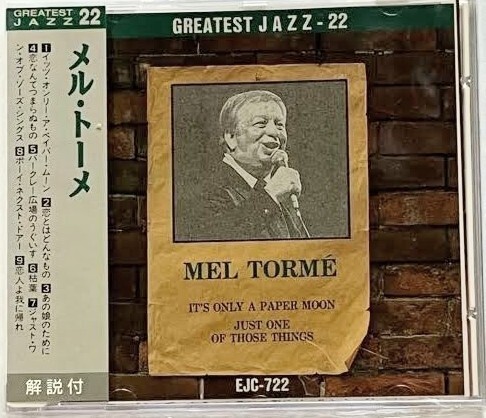 GREATEST
JAZZ 22
メル・トーメ
1イッツ・オンリー・ア・ペイパー・ムーン 2恋とはどんなもの 3あの娘のために
4恋なんてつまらぬもの 5バークレー広場のうぐいす 6枯葉 7ジャスト・ワ
ン・オブ・ゾーズ・シングス 8ボーイ・ネクスト・ドアー 9恋人よ我に帰れ
解説付
GREATEST JAZZ-22
MEL TORMÉ
IT'S ONLY A PAPER MOON
JUST ONE
OF THOSE THINGS
EJC-722